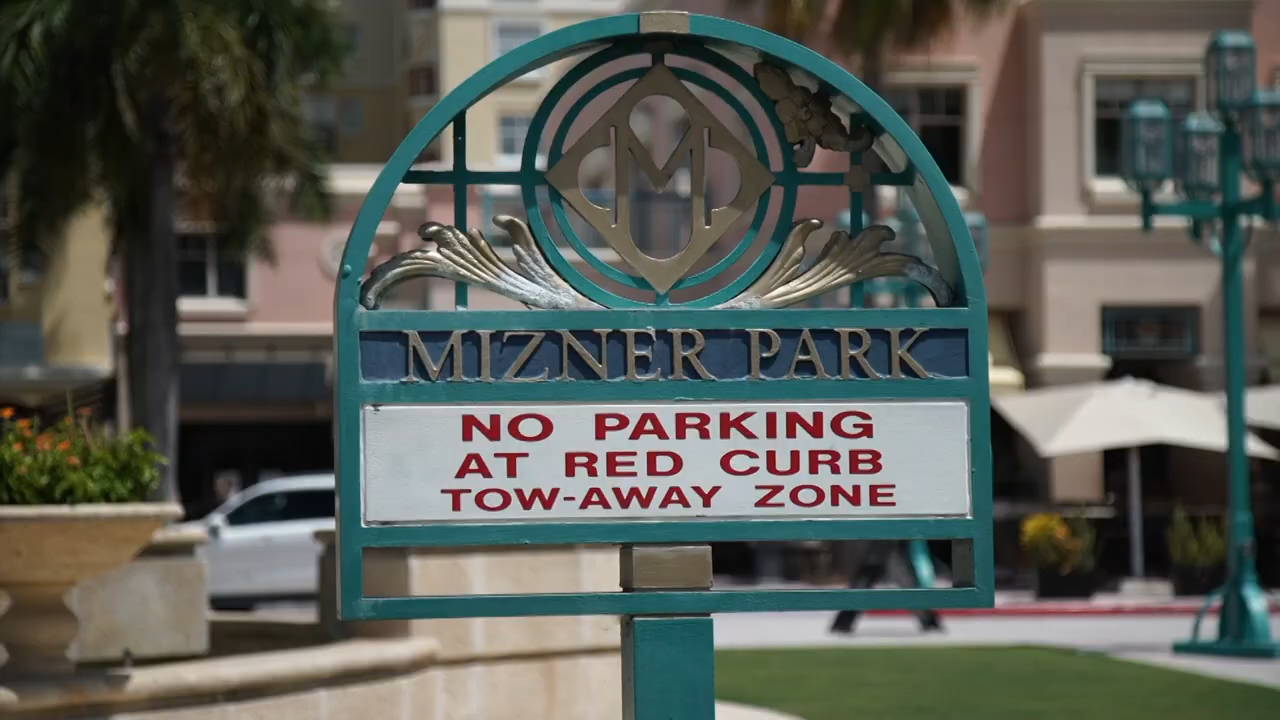 M
MIZNER PARK
NO PARKING
AT RED CURB
TOW-AWAY ZONE